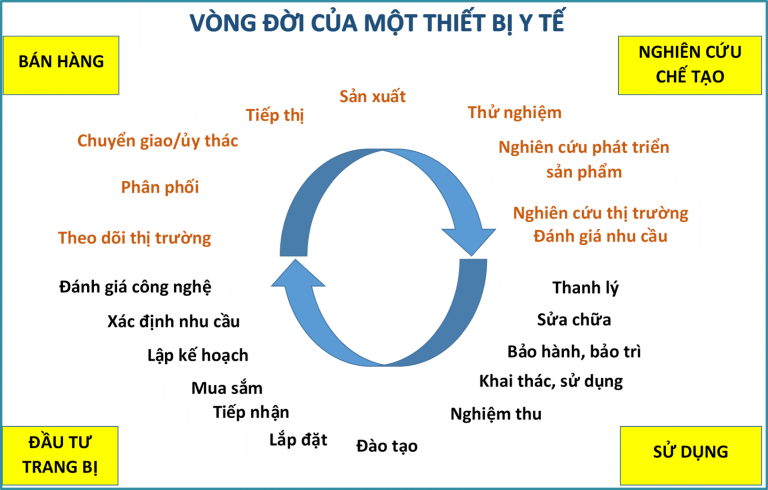 VÒNG ĐỜI CỦA MỘT THIẾT BỊ Y TẾ
BÁN HÀNG
NGHIÊN CỨU
CHẾ TẠO
Sản xuất
Tiếp thị
Thử nghiệm
Chuyển giao/ủy thác
Nghiên cứu phát triển
sản phẩm
Phân phối
Nghiên cứu thị trường
Đánh giá nhu cầu
Theo dõi thị trường
Đánh giá công nghệ
Thanh lý
Xác định nhu cầu
Sửa chữa
Lập kế hoạch
Bảo hành, bảo trì
Mua sắm
Khai thác, sử dụng
Tiếp nhận
Nghiệm thu
Lắp đặt
Đào tạo
ĐẦU TƯ
TRANG BỊ
SỬ DỤNG